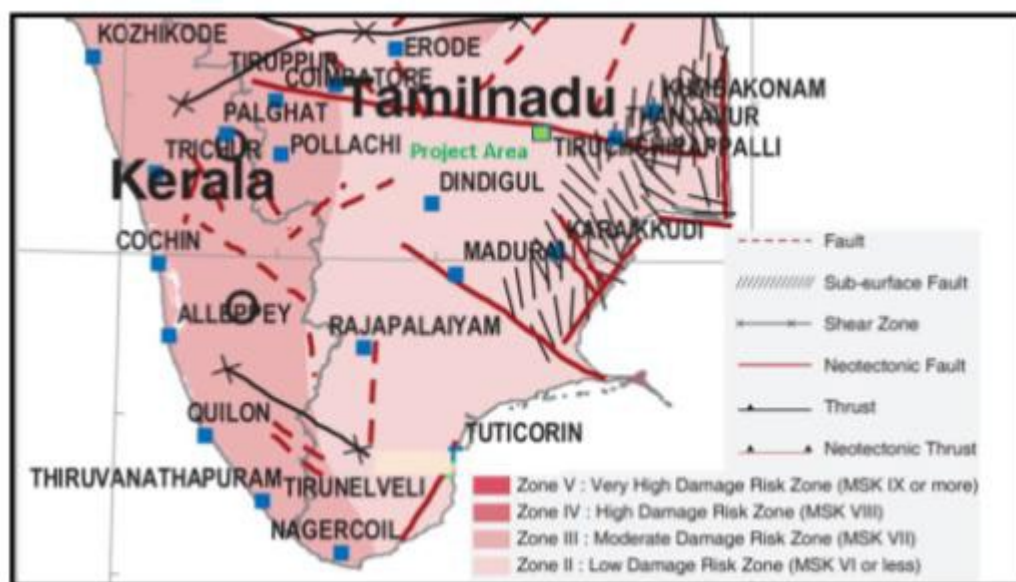 KOZHIKODE
ERODE
TIRUPPUR
COIMBATORE
KUMBAKONAM
Tamilnadu
THANJAVUR
PALGHAT
TRICHUR
POLLACHI
Project Area
TIRUCHCHIRAPPALLI
Kerala
DINDIGUL
KARAIKKUDI
COCHIN
MADURAI
Fault
Sub-surface Fault
ALLEPPEY
RAJAPALAIYAM
Shear Zone
Neotectonic Fault
QUILON
Thrust
TUTICORIN
Neotectonic Thrust
THIRUVANATHAPURAM
TIRUNELVELI
Zone V : Very High Damage Risk Zone (MSK IX or more)
Zone IV : High Damage Risk Zone (MSK VIII)
NAGERCOIL
Zone III : Moderate Damage Risk Zone (MSK VII)
Zone II : Low Damage Risk Zone (MSK VI or less)